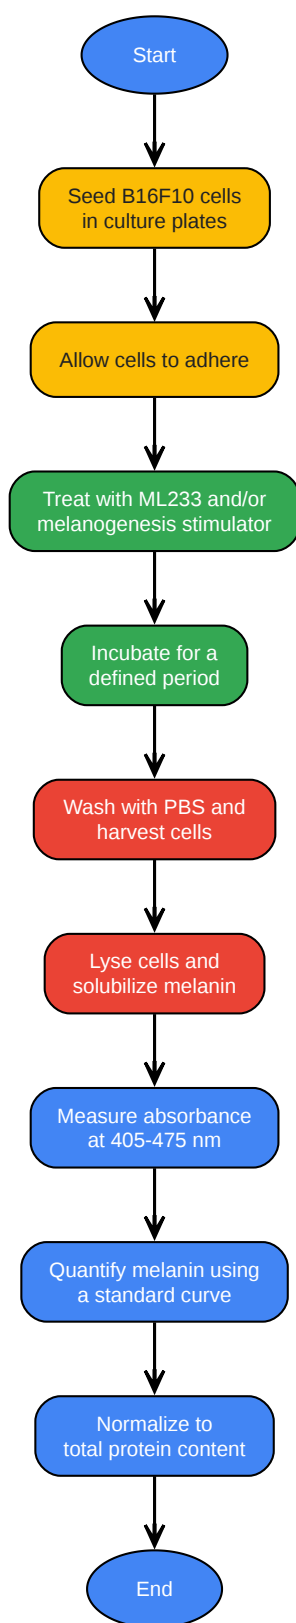 Start
Seed B16F10 cells
in culture plates
Allow cells to adhere
Treat with ML233 and/or
melanogenesis stimulator
Incubate for a
defined period
Wash with PBS and
harvest cells
Lyse cells and
solubilize melanin
Measure absorbance
at 405-475 nm
Quantify melanin using
a standard curve
Normalize to
total protein content
End